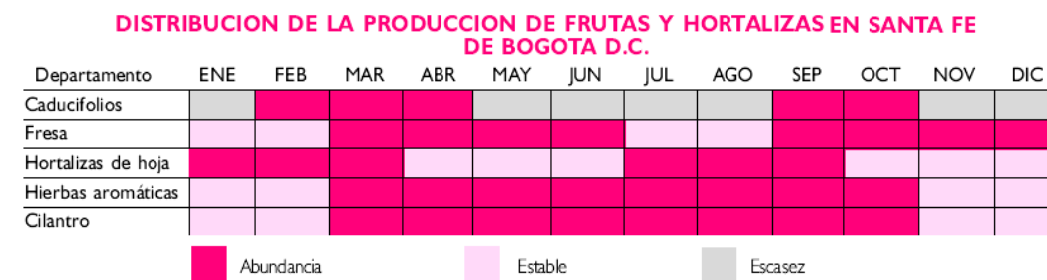 DISTRIBUCION DE LA PRODUCCION DE FRUTAS Y HORTALIZAS EN SANTA FE
DE BOGOTA D.C.
Departamento ENE FEB MAR ABR MAY JUN JUL AGO SEP OCT NOV DIC
Caducifolios
Fresa
Hortalizas de hoja
Hierbas aromáticas
Cilantro
Abundancia Estable Escasez